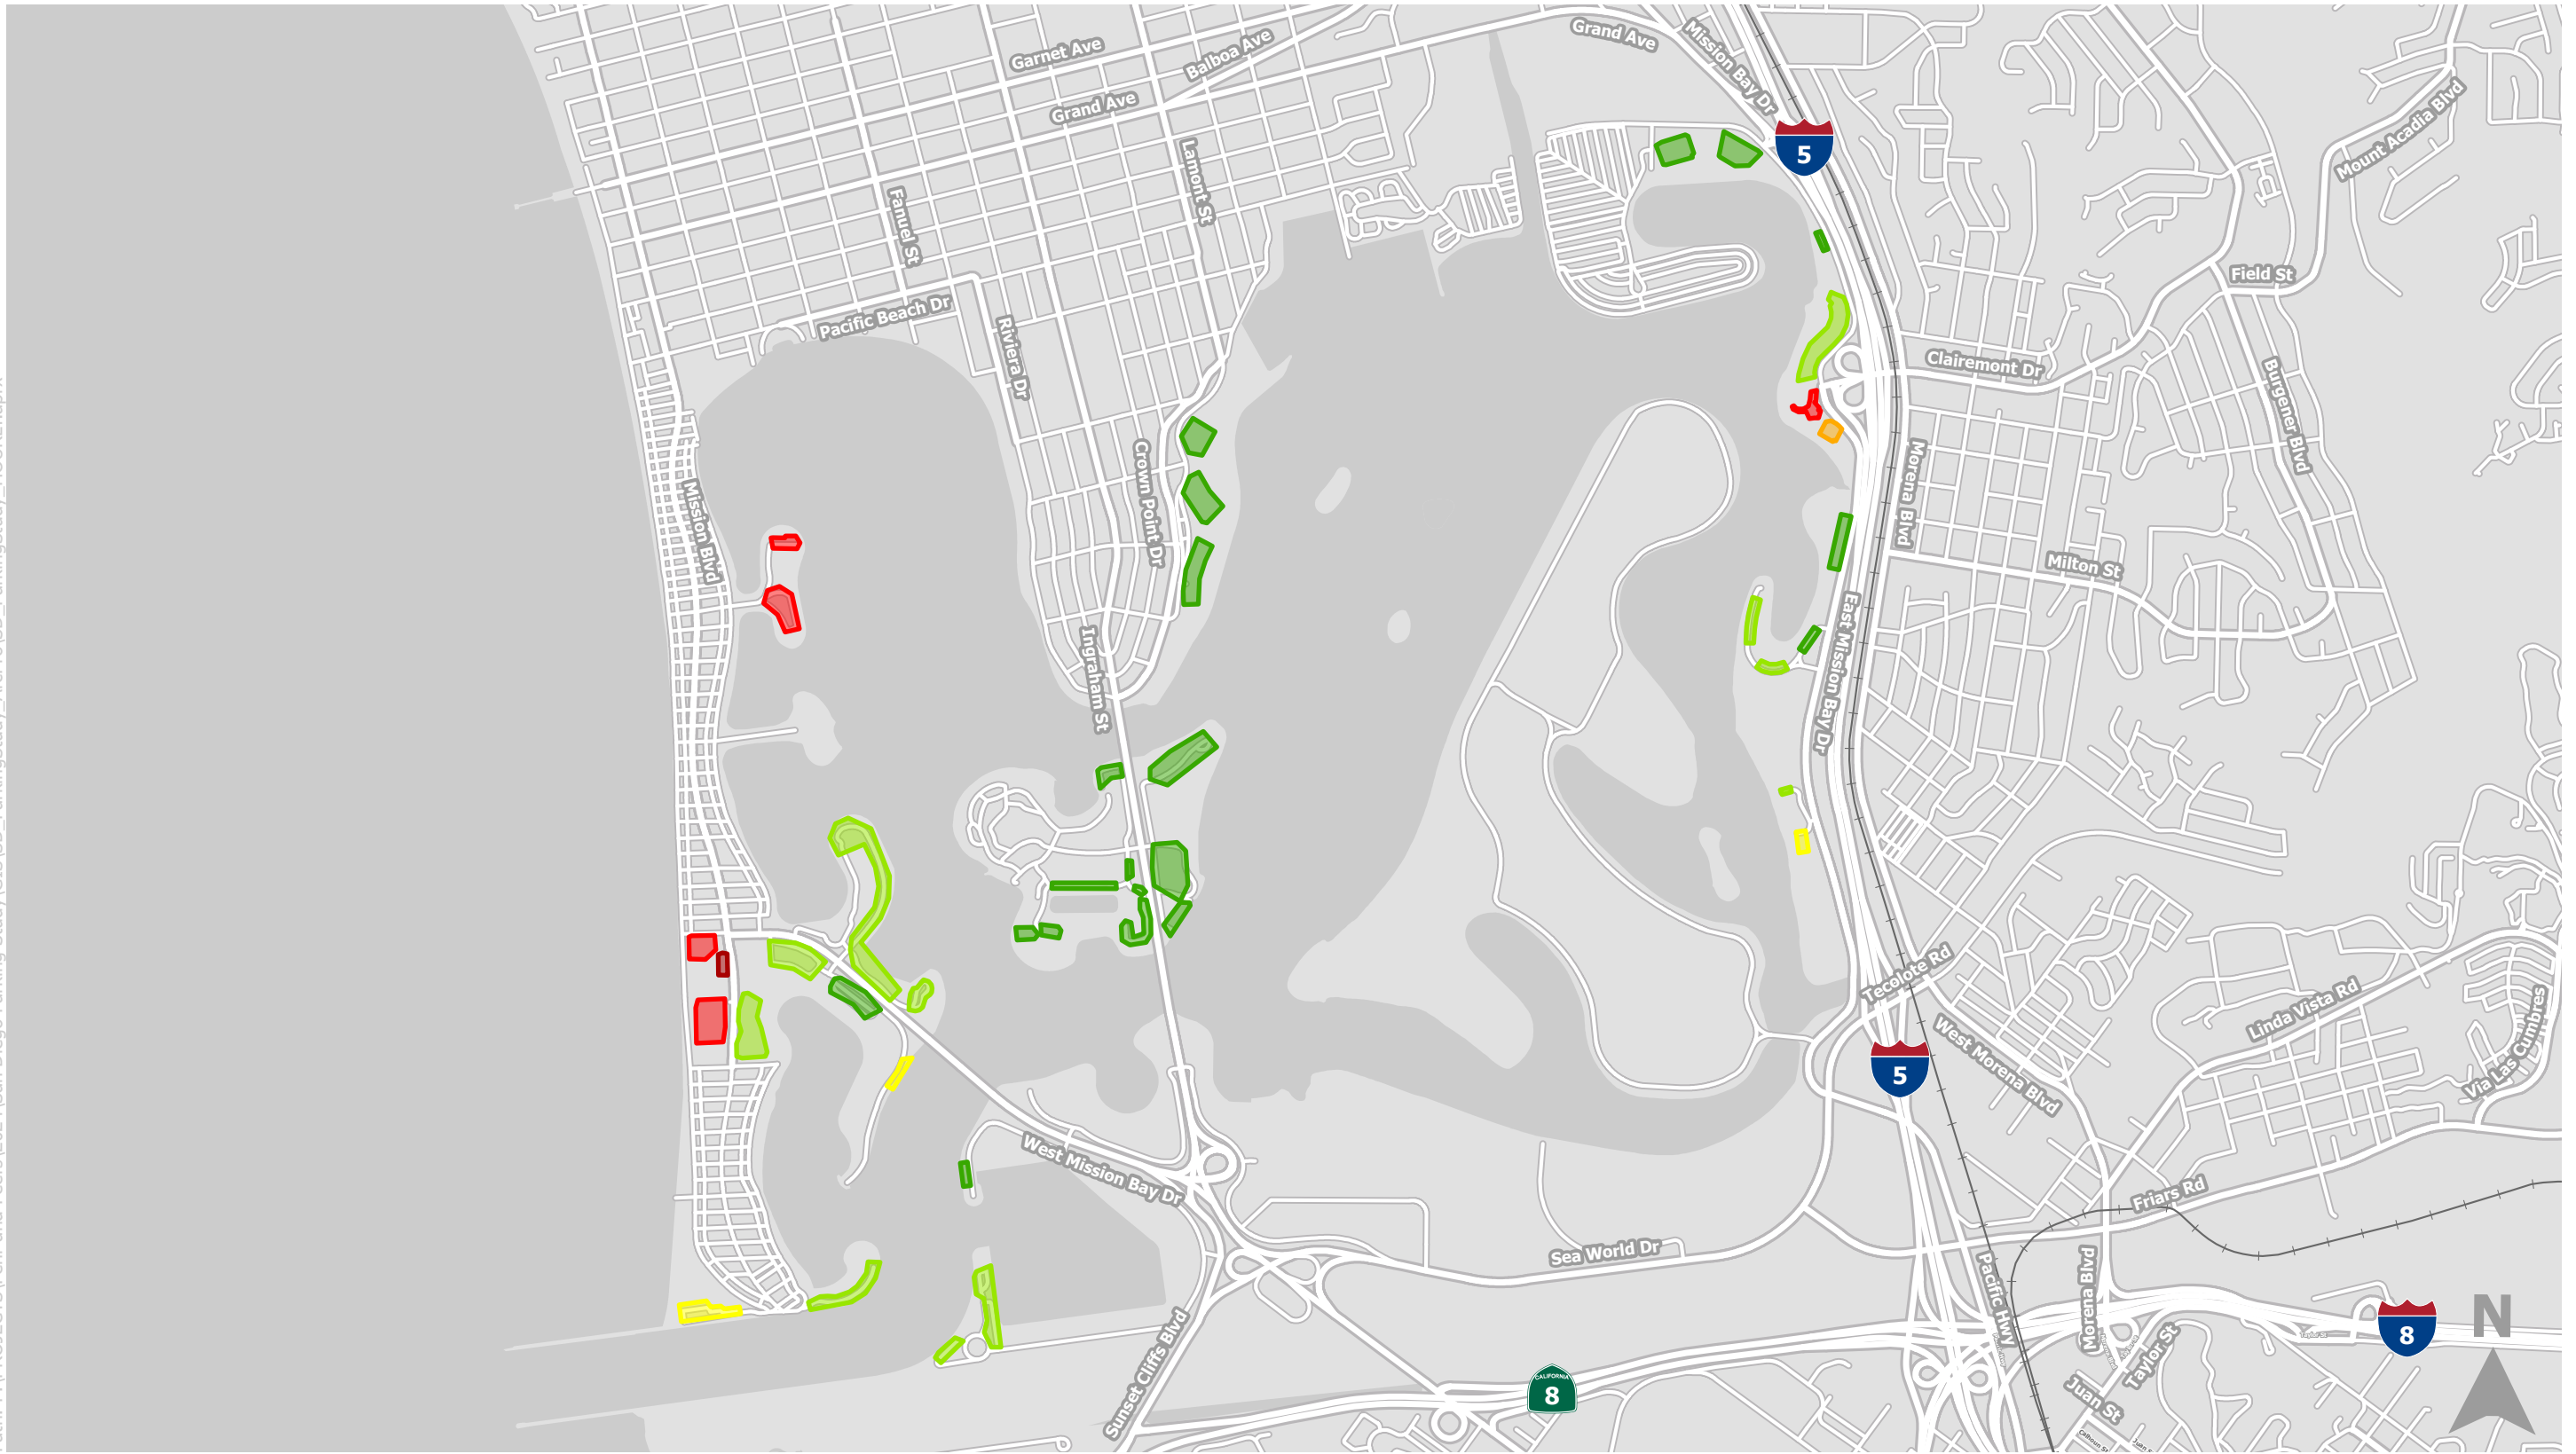 Garnet Ave
Balboa Ave
Grand Ave
Grand Ave
Mission Bay Dr
5
Mount Acadia Blvd
Lamont St
Fanuel St
Field St
Pacific Beach Dr
Riviera Dr
Clairemont Dr
Burgener Blvd
Morena Blvd
Crown Point Dr
Mission Blvd
Milton St
East Mission Bay Dr
Ingraham St
Tecolote Rd
Linda Vista Rd
Via Las Cumbres
West Morena Blvd
5
West Mission Bay Dr
Friars Rd
Sea World Dr
Pacific Hwy
Morena Blvd
Taylor St
Juan St
Sunset Cliffs Blvd
CALIFORNIA
8
8
N